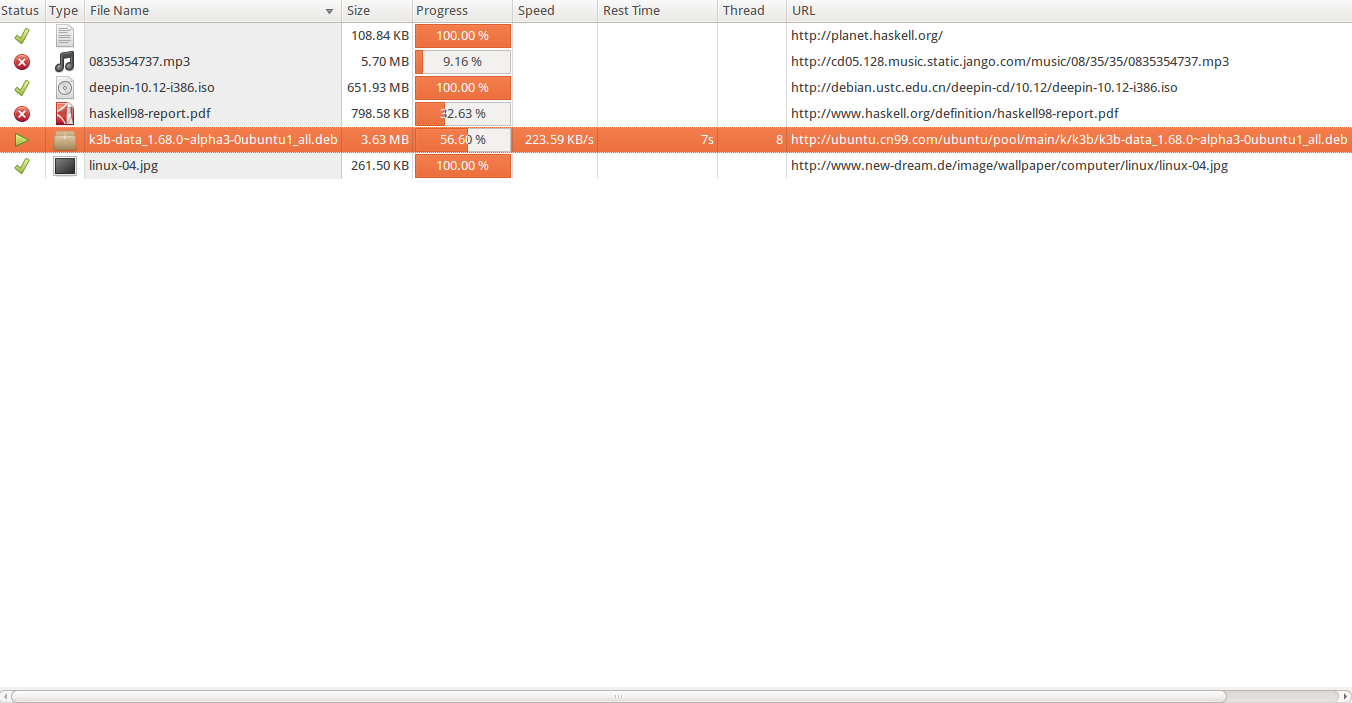 Status Type File Name Size Progress Speed Rest Time Thread URL
108.84 KB 100.00 % http://planet.haskell.org/
0835354737.mp3 5.70 MB 9.16 % http://cd05.128.music.static.jango.com/music/08/35/35/0835354737.mp3
deepin-10.12-i386.iso 651.93 MB 100.00 % http://debian.ustc.edu.cn/deepin-cd/10.12/deepin-10.12-i386.iso
haskell98-report.pdf 798.58 KB 32.63 % http://www.haskell.org/definition/haskell98-report.pdf
k3b-data_1.68.0~alpha3-0ubuntu1_all.deb 3.63 MB 56.60 % 223.59 KB/s 7s 8 http://ubuntu.cn99.com/ubuntu/pool/main/k/k3b/k3b-data_1.68.0~alpha3-0ubuntu1_all.deb
linux-04.jpg 261.50 KB 100.00 % http://www.new-dream.de/image/wallpaper/computer/linux/linux-04.jpg